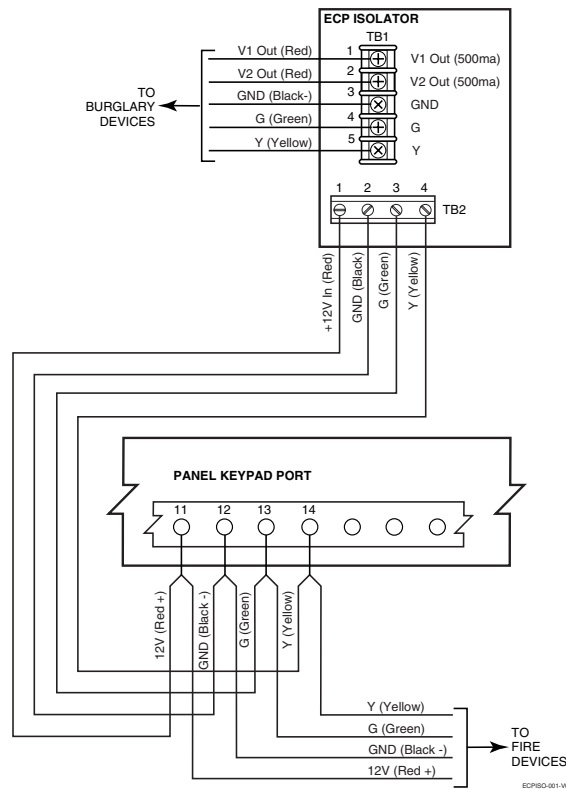 ECP ISOLATOR
TB1
V1 Out (Red) 1 V1 Out (500ma)
V2 Out (Red) 2 V2 Out (500ma)
GND (Black-) 3 GND
G (Green) 4 G
Y (Yellow) 5 Y
TO
BURGLARY
DEVICES
1 2 3 4
TB2
+12V In (Red)
GND (Black)
G (Green)
Y (Yellow)
PANEL KEYPAD PORT
11 12 13 14
12V (Red +)
GND (Black -)
G (Green)
Y (Yellow)
Y (Yellow)
G (Green)
GND (Black -)
12V (Red +)
TO
FIRE
DEVICES